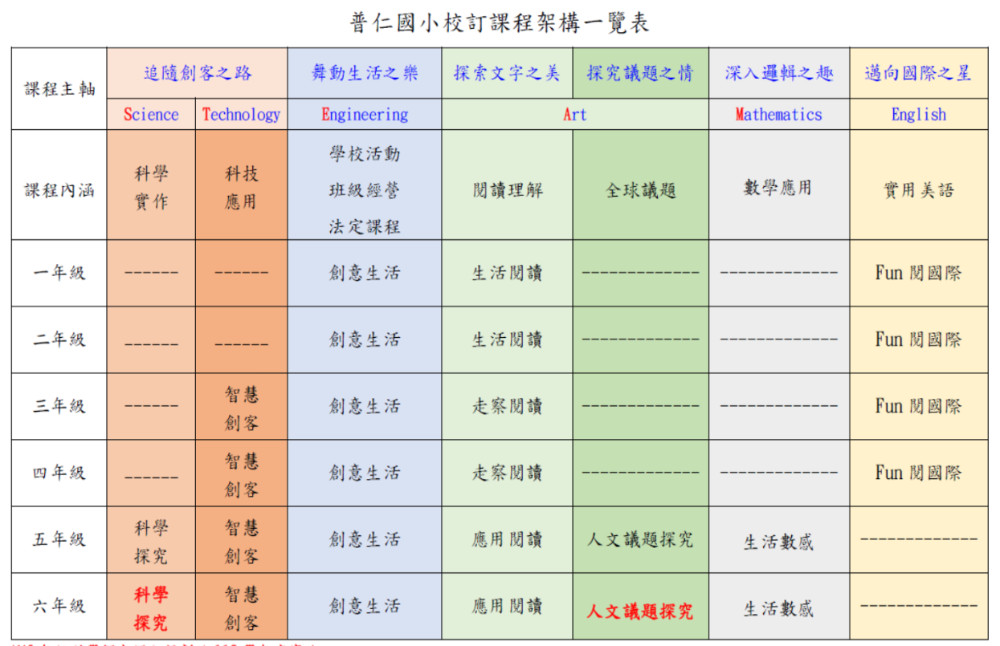 普仁國小校訂課程架構一覽表
課程主軸 追隨創客之路 舞動生活之樂 探索文字之美 探究議題之情 深入邏輯之趣 邁向國際之星
Science Technology Engineering Art Mathematics English
課程內涵 科學實作 科技應用 學校活動 班級經營 法定課程 閱讀理解 全球議題 數學應用 實用美語
一年級 ------ ------ 創意生活 生活閱讀 ------------- ------------- Fun 閱國際
二年級 ------ ------ 創意生活 生活閱讀 ------------- ------------- Fun 閱國際
三年級 ------ 智慧創客 創意生活 走察閱讀 ------------- ------------- Fun 閱國際
四年級 ------ 智慧創客 創意生活 走察閱讀 ------------- ------------- Fun 閱國際
五年級 科學探究 智慧創客 創意生活 應用閱讀 人文議題探究 生活數感 -------------
六年級 科學探究 智慧創客 創意生活 應用閱讀 人文議題探究 生活數感 -------------